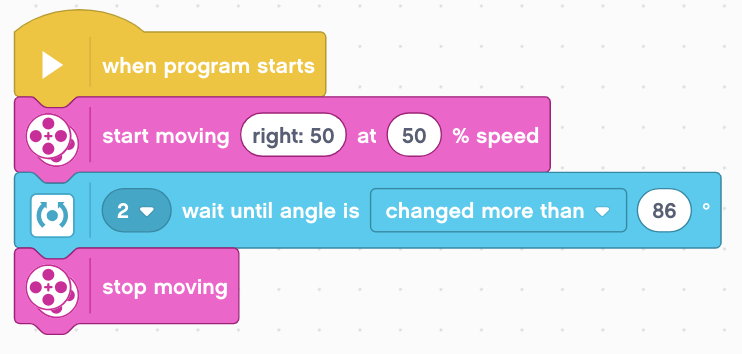 when program starts
start moving right: 50 at 50 % speed
2 wait until angle is changed more than 86 °
stop moving